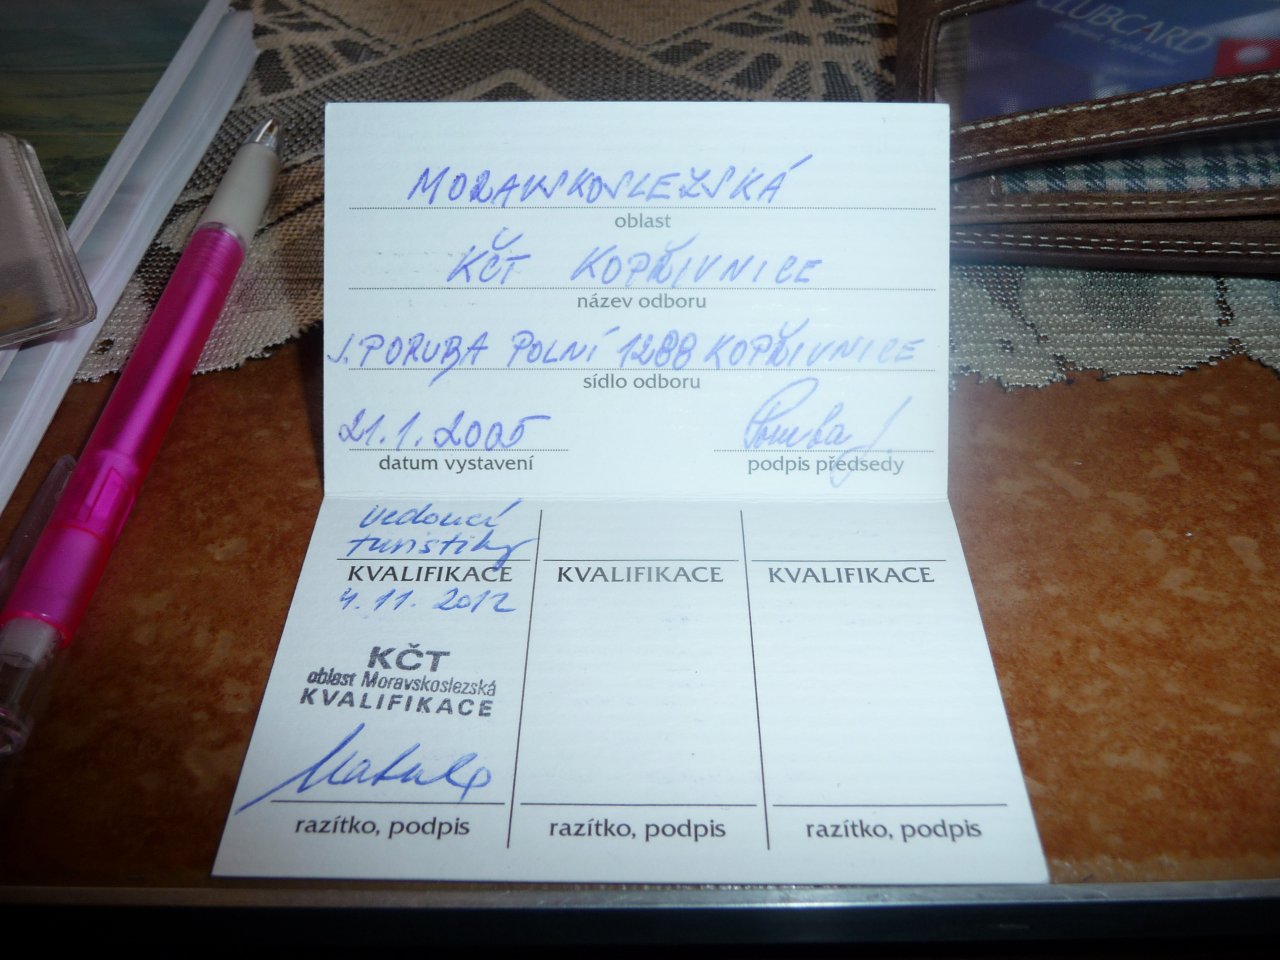 CLUBCARD
MORAVSKOSLEZSKÁ
oblast
KČT KOPŘIVNICE
název odboru
J. PORUBA POLNÍ 1288 KOPŘIVNICE
sídlo odboru
21.1.2005 Poruba J.
datum vystavení podpis předsedy
vedoucí
turistiky
KVALIFIKACE KVALIFIKACE KVALIFIKACE
4.11.2012
KČT
oblast Moravskoslezská
KVALIFIKACE
razítko, podpis razítko, podpis razítko, podpis